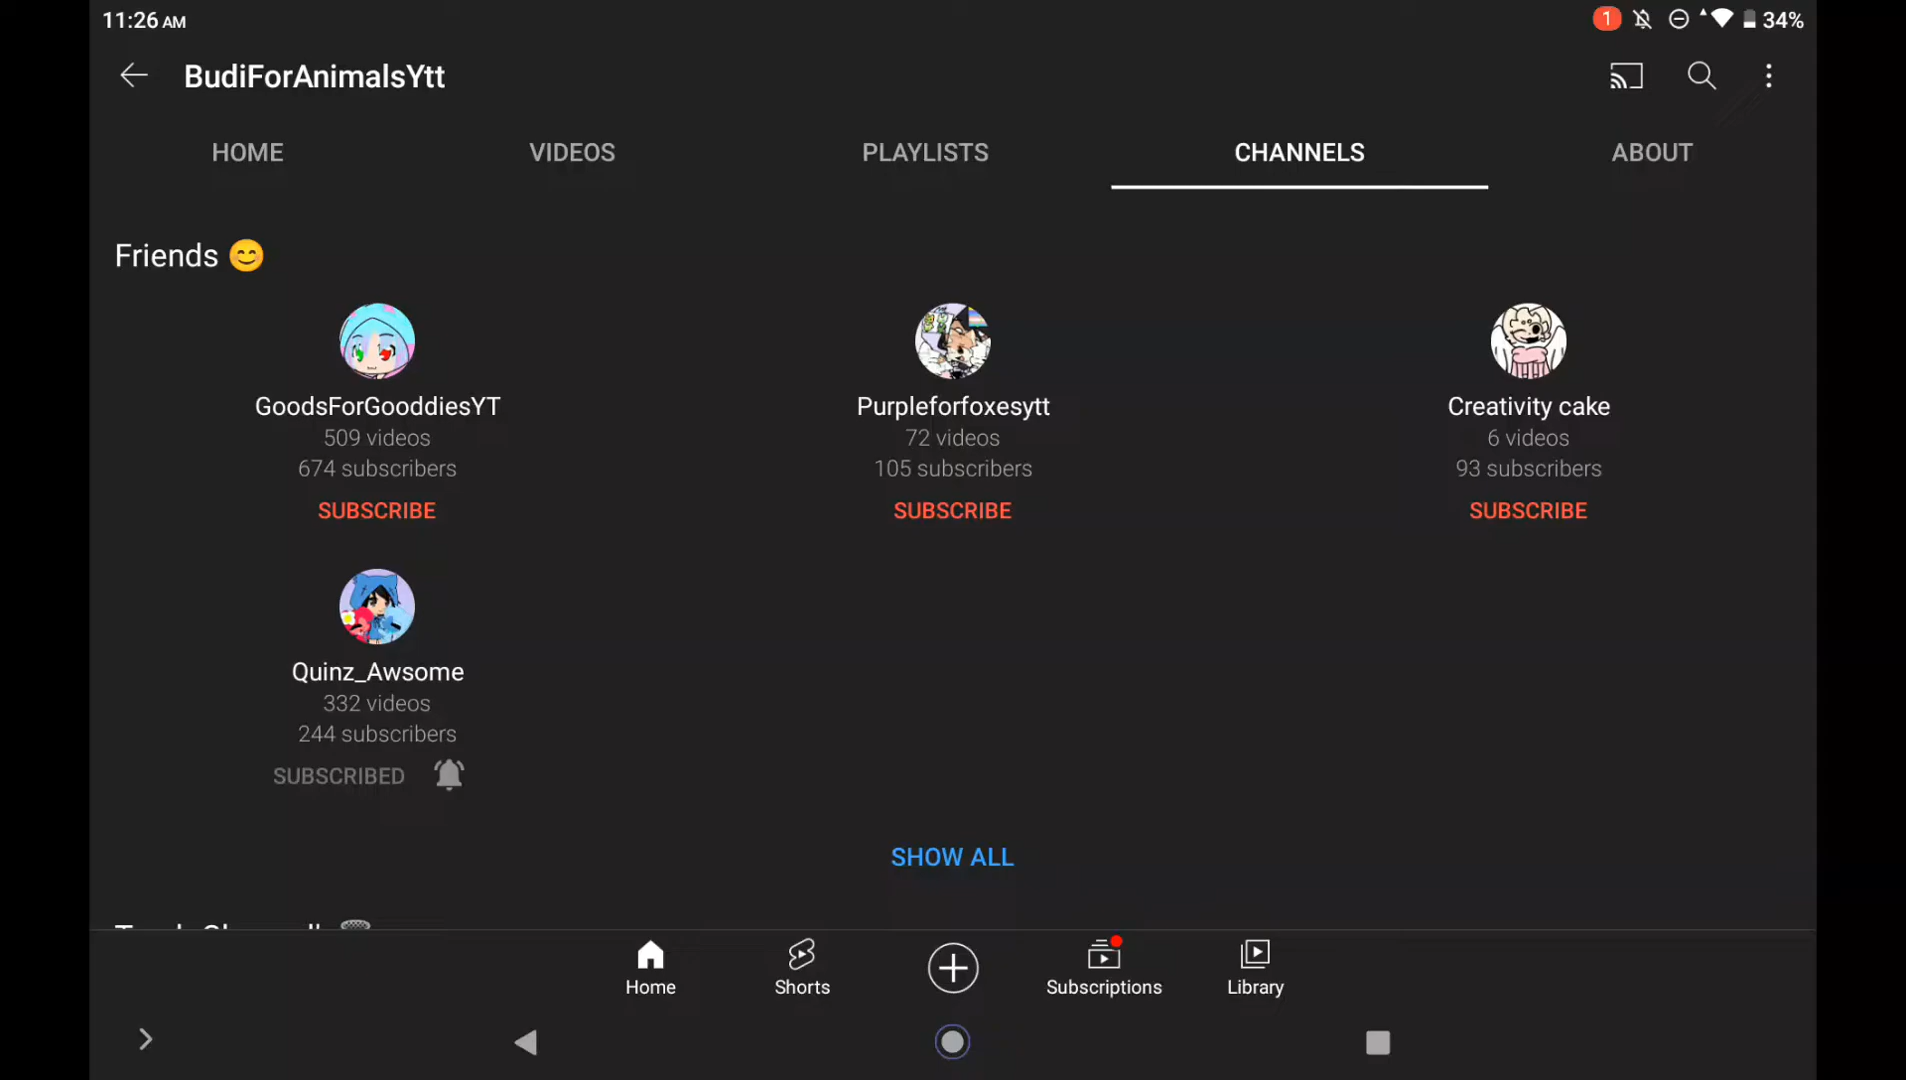 11:26 AM
1
34%
BudiForAnimalsYtt
HOME VIDEOS PLAYLISTS CHANNELS ABOUT
Friends 😊
GoodsForGooddiesYT Purpleforfoxesytt Creativity cake
509 videos 72 videos 6 videos
674 subscribers 105 subscribers 93 subscribers
SUBSCRIBE SUBSCRIBE SUBSCRIBE
Quinz_Awsome
332 videos
244 subscribers
SUBSCRIBED
SHOW ALL
Home Shorts Subscriptions Library